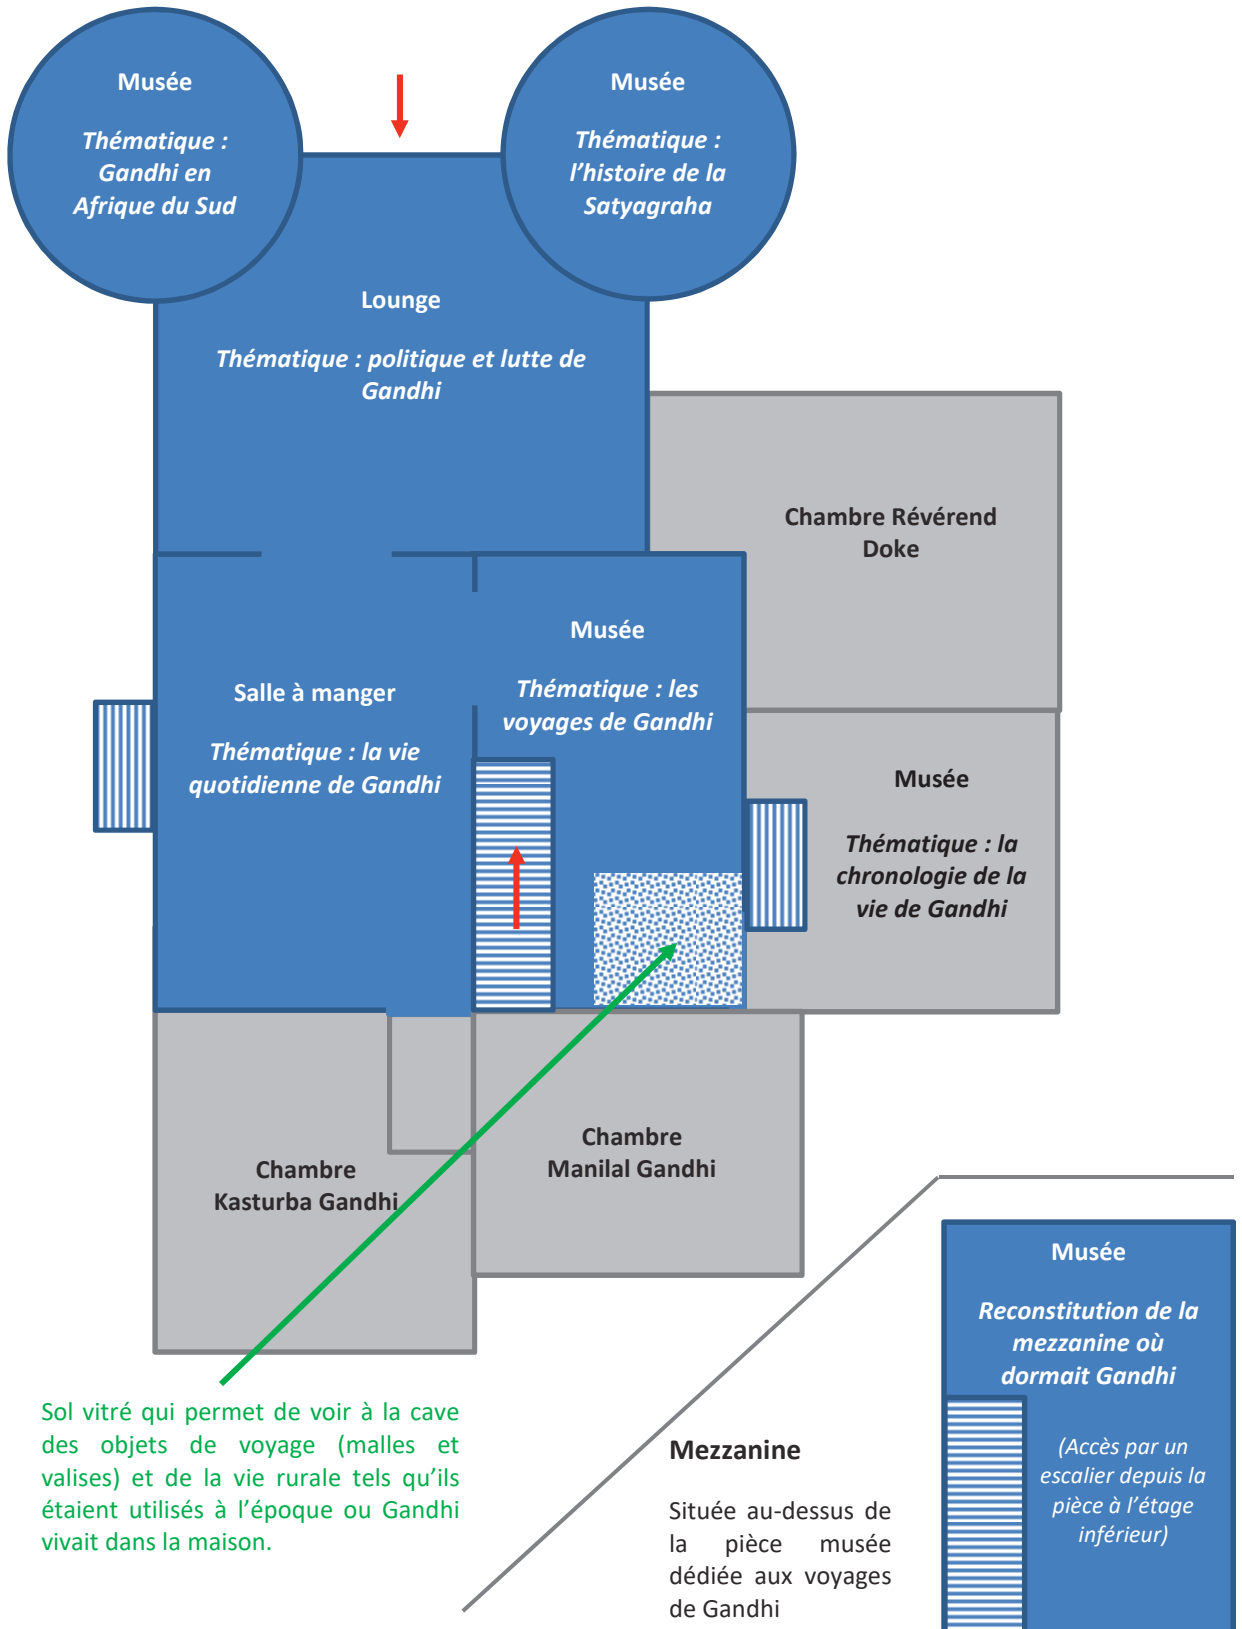 Musée
Thématique :
Gandhi en
Afrique du Sud
Musée
Thématique :
l’histoire de la
Satyagraha
Lounge
Thématique : politique et lutte de
Gandhi
Chambre Révérend
Doke
Musée
Thématique : les
voyages de Gandhi
Salle à manger
Thématique : la vie
quotidienne de Gandhi
Musée
Thématique : la
chronologie de la
vie de Gandhi
Chambre
Manilal Gandhi
Chambre
Kasturba Gandhi
Musée
Reconstitution de la
mezzanine où
dormait Gandhi
(Accès par un
escalier depuis la
pièce à l’étage
inférieur)
Sol vitré qui permet de voir à la cave
des objets de voyage (malles et
valises) et de la vie rurale tels qu’ils
étaient utilisés à l’époque ou Gandhi
vivait dans la maison.
Mezzanine
Située au-dessus de
la pièce musée
dédiée aux voyages
de Gandhi